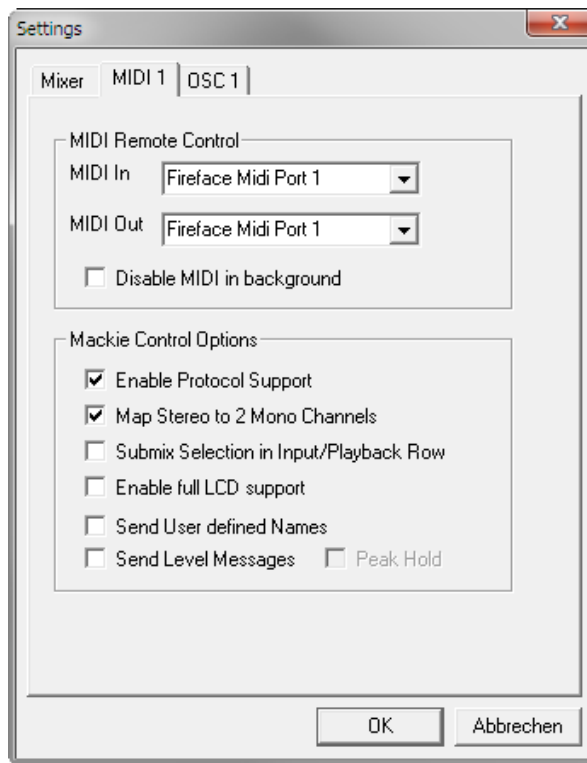 Settings
Mixer MIDI 1 OSC 1
MIDI Remote Control
MIDI In Fireface Midi Port 1
MIDI Out Fireface Midi Port 1
Disable MIDI in background
Mackie Control Options
Enable Protocol Support
Map Stereo to 2 Mono Channels
Submix Selection in Input/Playback Row
Enable full LCD support
Send User defined Names
Send Level Messages Peak Hold
OK Abbrechen